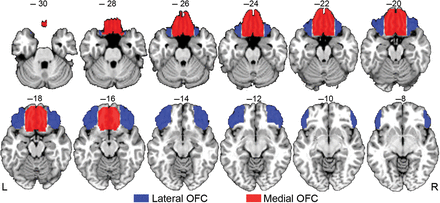 – 30 – 28 – 26 – 24 – 22 – 20
– 18 – 16 – 14 – 12 – 10 – 8
L R
Lateral OFC Medial OFC